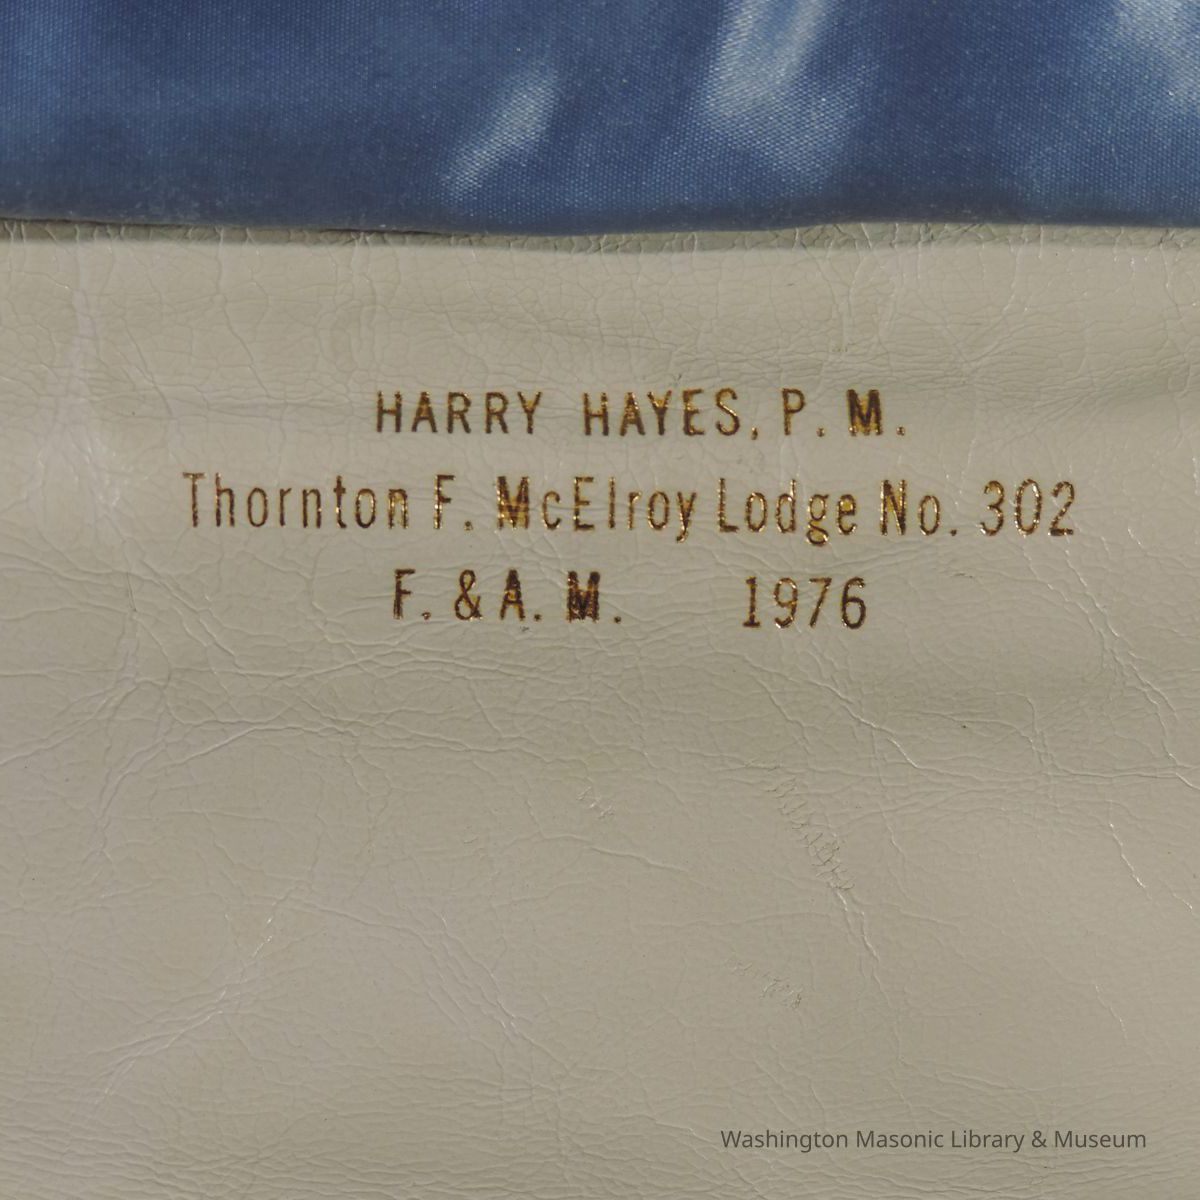 HARRY HAYES, P. M.
Thornton F. McElroy Lodge No. 302
F. & A. M. 1976
Washington Masonic Library & Museum